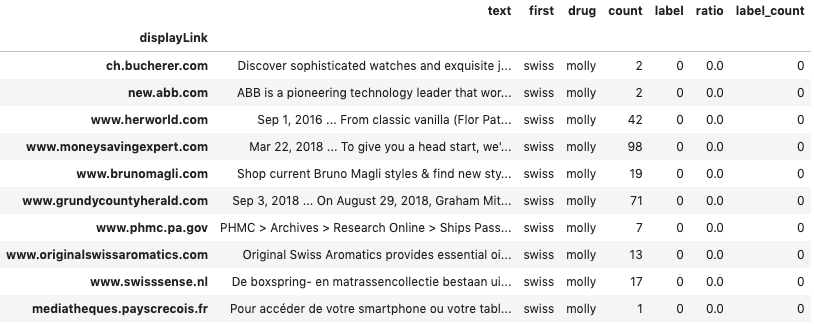 text first drug count label ratio label_count
displayLink
ch.bucherer.com Discover sophisticated watches and exquisite j... swiss molly 2 0 0.0 0
new.abb.com ABB is a pioneering technology leader that wor... swiss molly 2 0 0.0 0
www.herworld.com Sep 1, 2016 ... From classic vanilla (Flor Pat... swiss molly 42 0 0.0 0
www.moneysavingexpert.com Mar 22, 2018 ... To give you a head start, we'... swiss molly 98 0 0.0 0
www.brunomagli.com Shop current Bruno Magli styles & find new sty... swiss molly 19 0 0.0 0
www.grundycountyherald.com Sep 3, 2018 ... On August 29, 2018, Graham Mit... swiss molly 71 0 0.0 0
www.phmc.pa.gov PHMC > Archives > Research Online > Ships Pass... swiss molly 7 0 0.0 0
www.originalswissaromatics.com Original Swiss Aromatics provides essential oi... swiss molly 13 0 0.0 0
www.swisssense.nl De boxspring- en matrassencollectie bestaan ui... swiss molly 17 0 0.0 0
mediatheques.payscrecois.fr Pour accéder de votre smartphone ou votre tabl... swiss molly 1 0 0.0 0